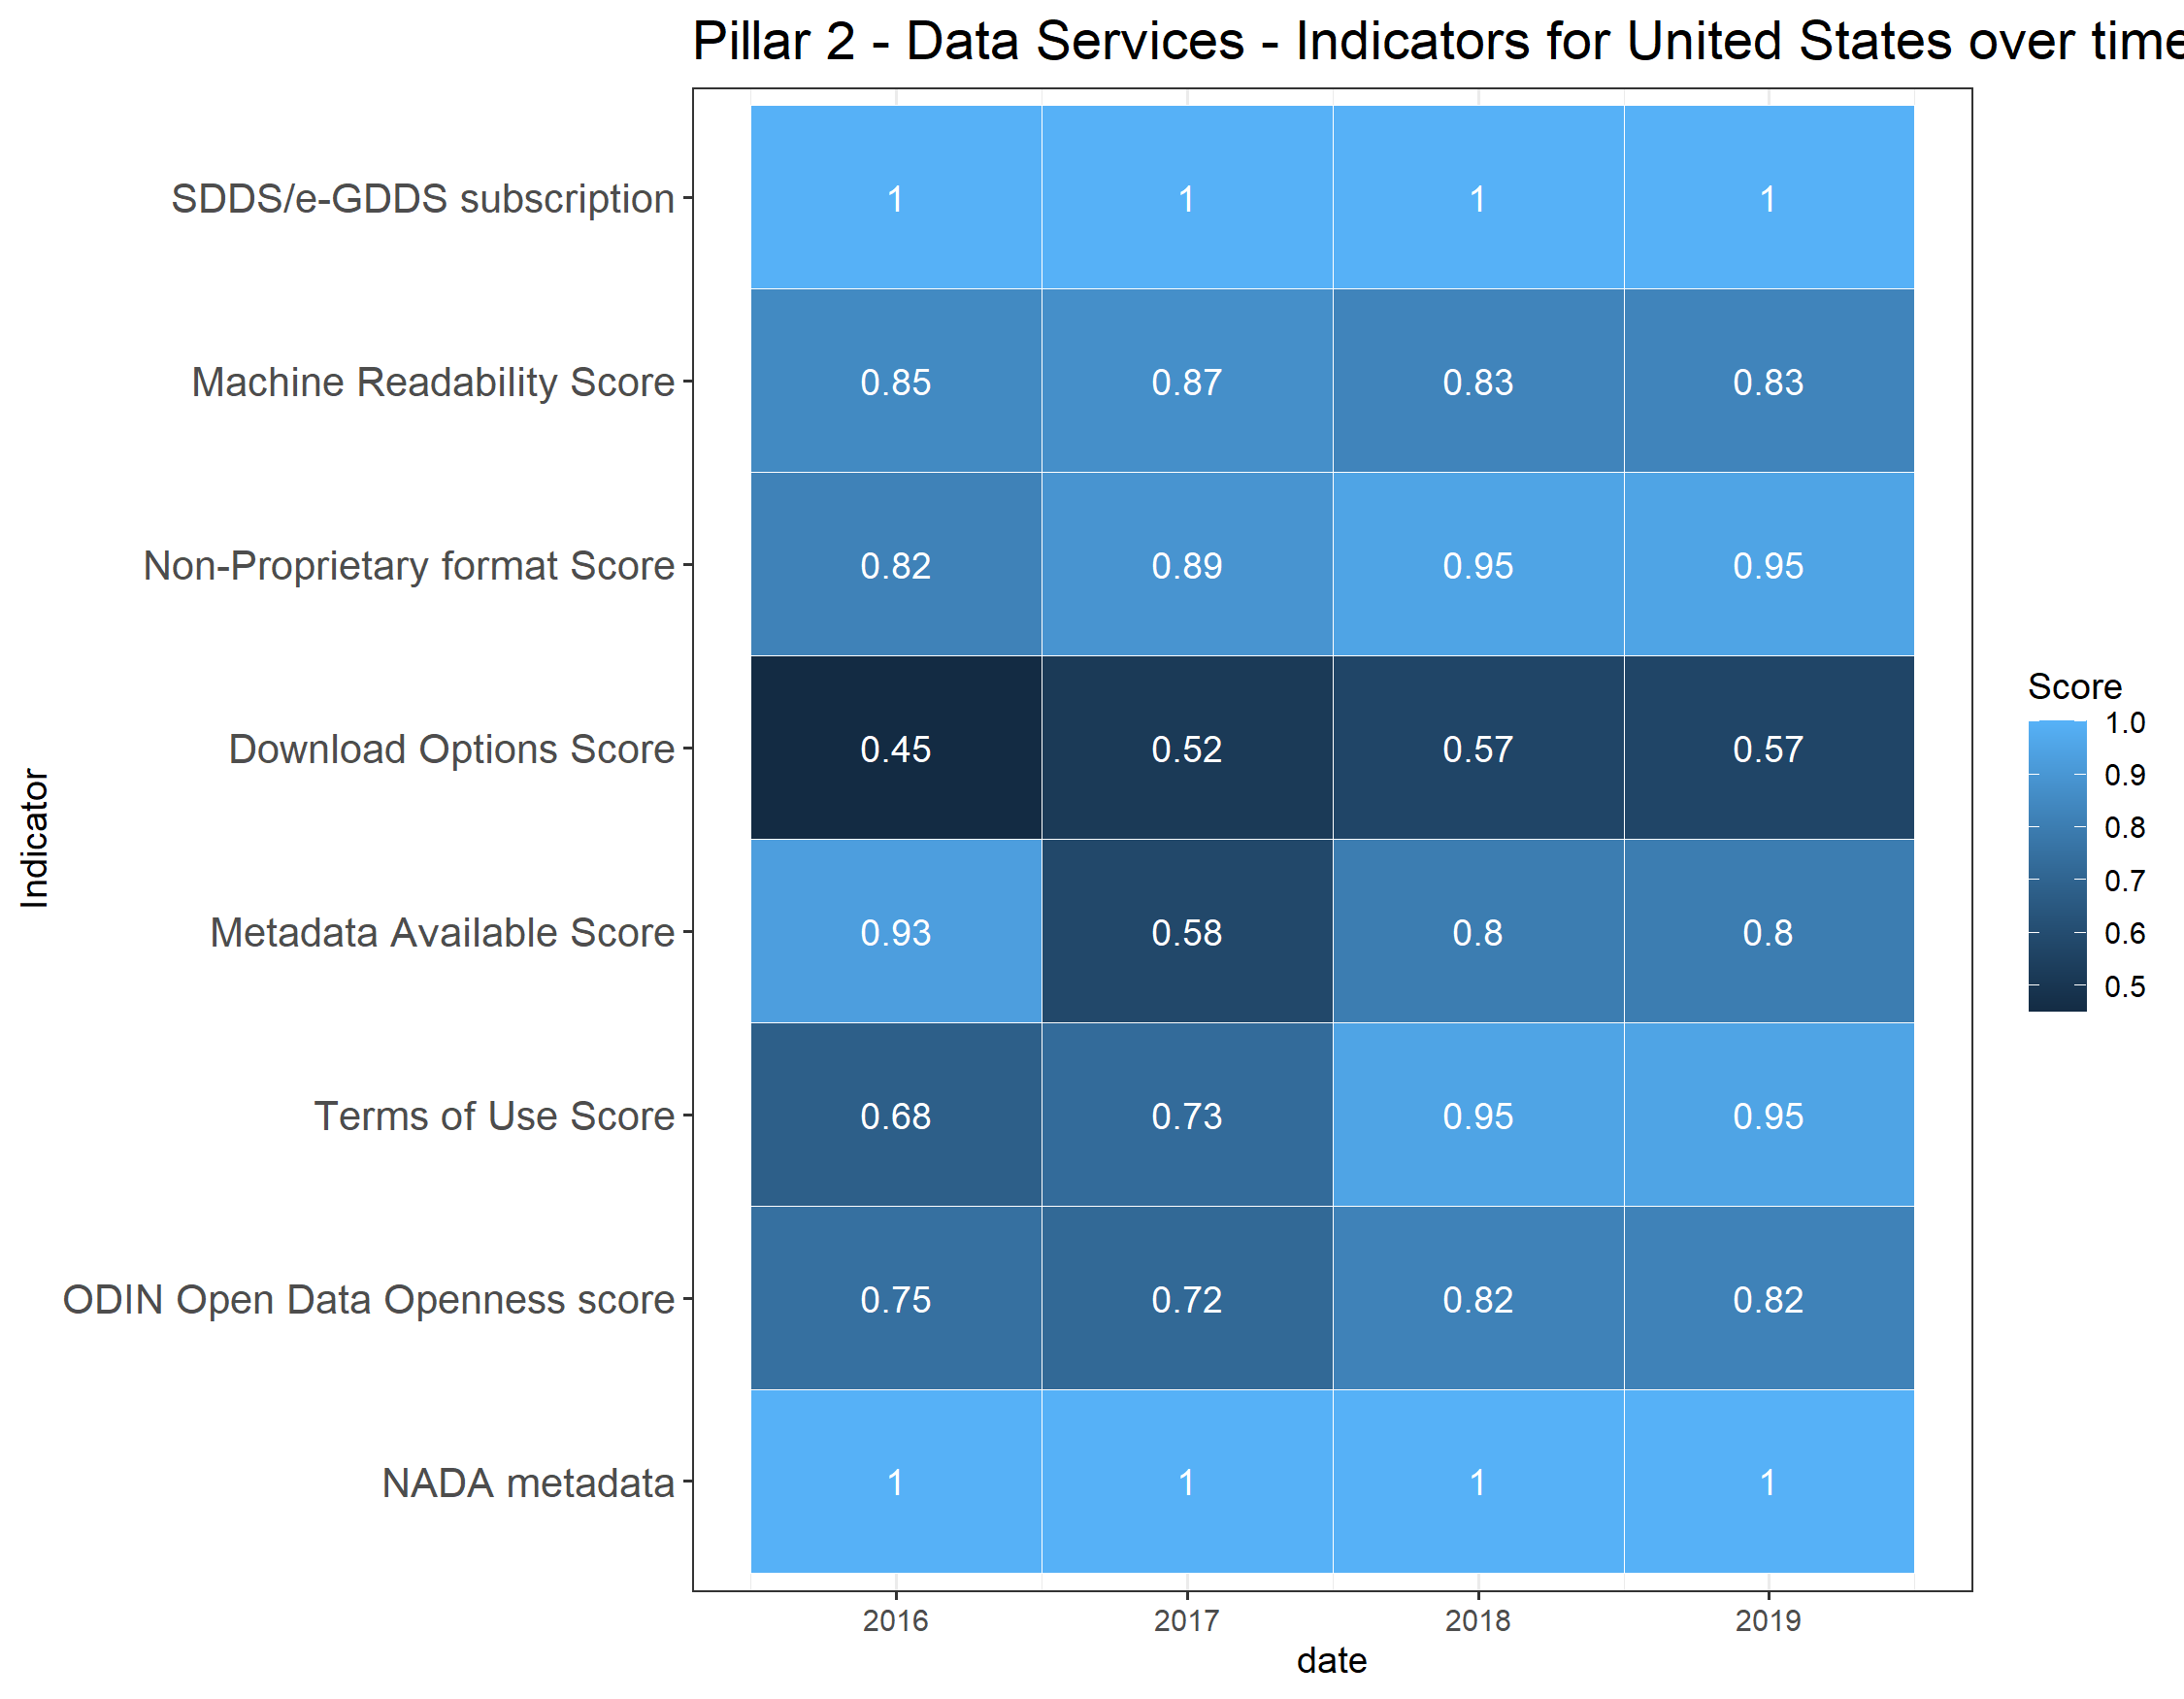 Pillar 2 - Data Services - Indicators for United States over time
SDDS/e-GDDS subscription 1 1 1 1
Machine Readability Score 0.85 0.87 0.83 0.83
Non-Proprietary format Score 0.82 0.89 0.95 0.95
Download Options Score 0.45 0.52 0.57 0.57
Metadata Available Score 0.93 0.58 0.8 0.8
Terms of Use Score 0.68 0.73 0.95 0.95
ODIN Open Data Openness score 0.75 0.72 0.82 0.82
NADA metadata 1 1 1 1
2016 2017 2018 2019
date
Indicator
Score
1.0
0.9
0.8
0.7
0.6
0.5